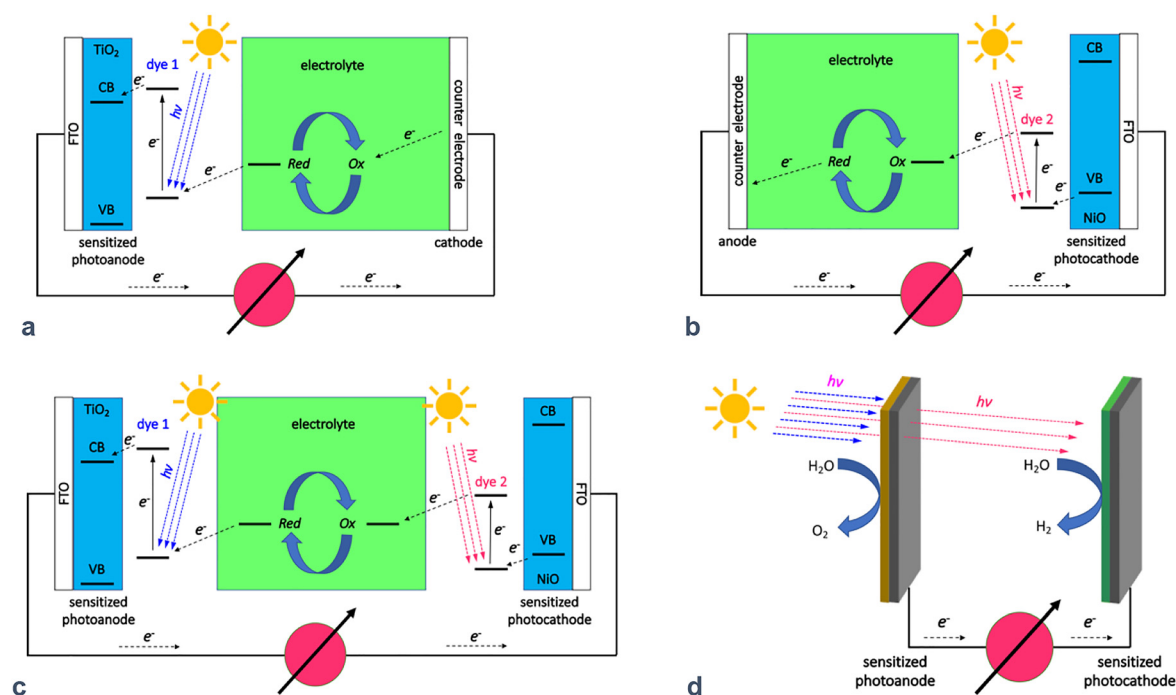 TiO₂
dye 1
e⁻
CB
hν
e⁻
FTO
VB
sensitized
photoanode
electrolyte
e⁻
Red
Ox
e⁻
counter electrode
cathode
e⁻
e⁻
a
counter electrode
anode
electrolyte
e⁻
Red
Ox
e⁻
hν
dye 2
e⁻
e⁻
CB
VB
NiO
FTO
sensitized
photocathode
e⁻
e⁻
b
TiO₂
dye 1
e⁻
CB
hν
e⁻
FTO
VB
sensitized
photoanode
electrolyte
e⁻
Red
Ox
e⁻
hν
dye 2
e⁻
e⁻
CB
VB
NiO
FTO
sensitized
photocathode
e⁻
e⁻
c
hν
hν
H₂O
O₂
H₂O
H₂
e⁻
e⁻
sensitized
photoanode
sensitized
photocathode
d